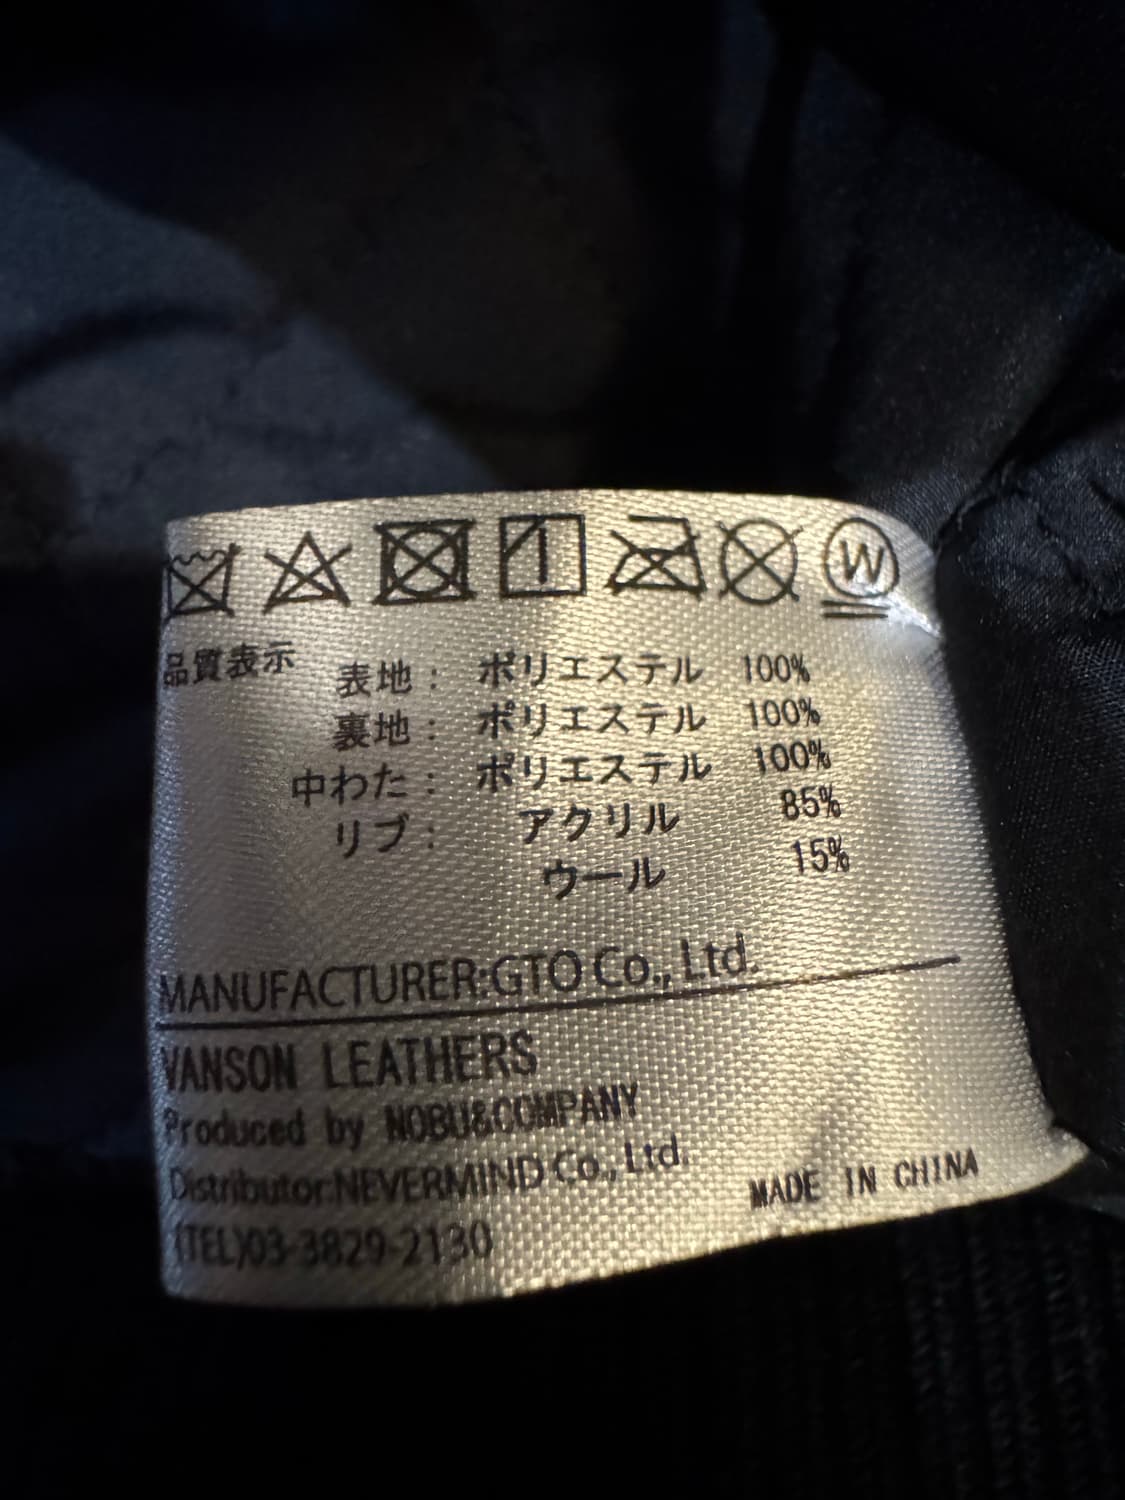 W
品質表示
表地: ポリエステル 100%
裏地: ポリエステル 100%
中わた: ポリエステル 100%
リブ: アクリル 85%
ウール 15%
MANUFACTURER:GTO Co., Ltd.
VANSON LEATHERS
Produced by NOBU&COMPANY
Distributor:NEVERMIND Co., Ltd.
(TEL)03-3829-2130
MADE IN CHINA